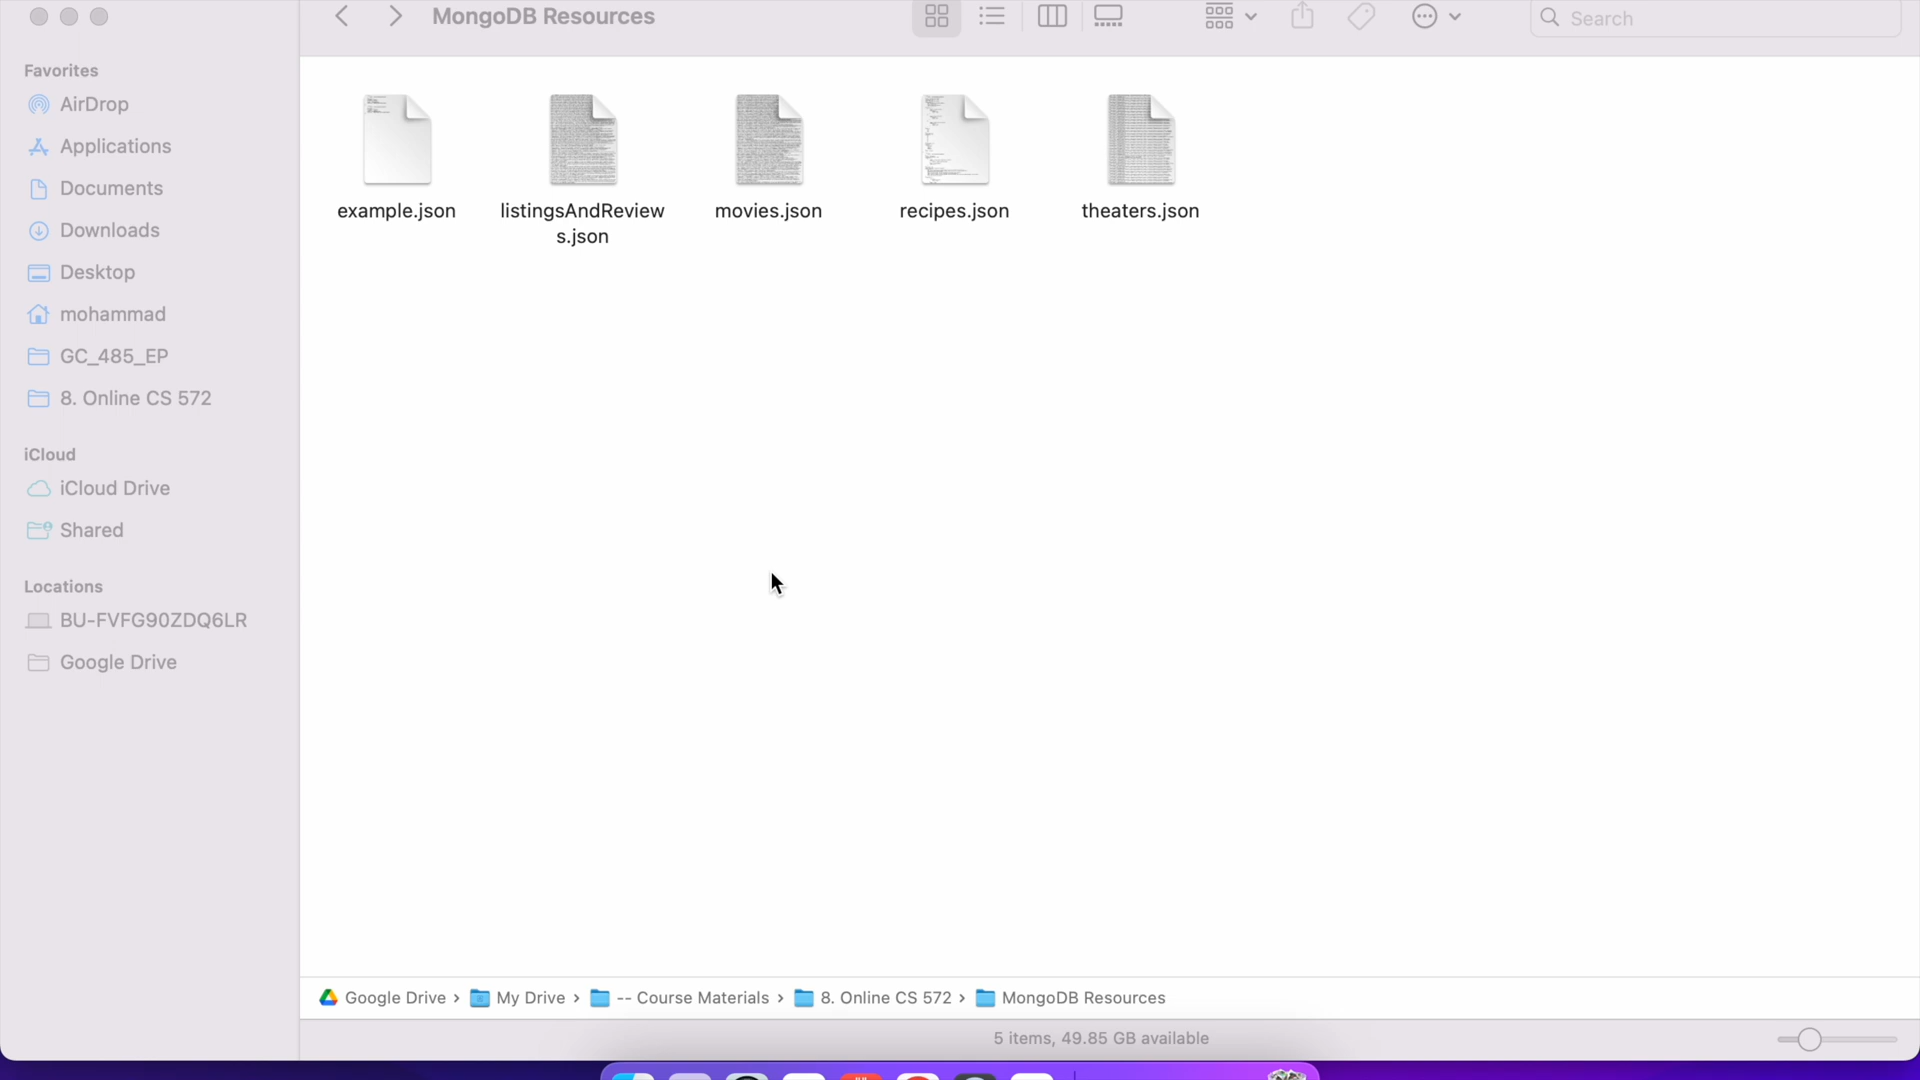 MongoDB Resources
Search
Favorites
AirDrop
Applications
Documents
Downloads
Desktop
mohammad
GC_485_EP
8. Online CS 572
iCloud
iCloud Drive
Shared
Locations
BU-FVFG90ZDQ6LR
Google Drive
example.json
listingsAndReview
s.json
movies.json
recipes.json
theaters.json
Google Drive › My Drive › -- Course Materials › 8. Online CS 572 › MongoDB Resources
5 items, 49.85 GB available